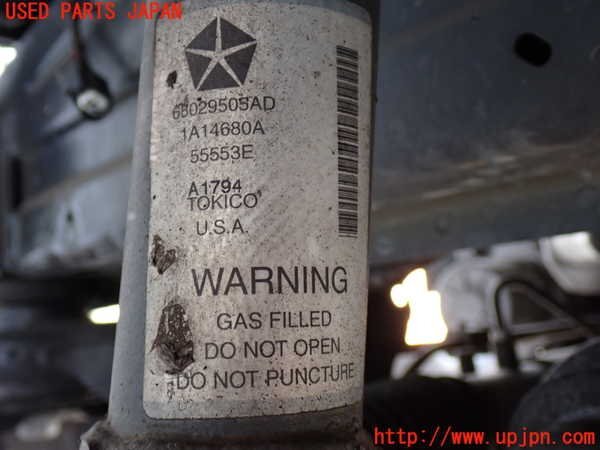 USED PARTS JAPAN
68029505AD
1A14680A
55553E
A1794
TOKICO
U.S.A.
WARNING
GAS FILLED
DO NOT OPEN
DO NOT PUNCTURE
http://www.upjpn.com/